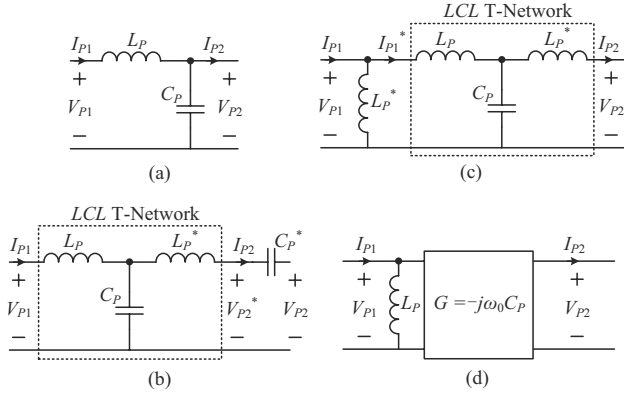 I_P1 L_P I_P2
+ C_P +
V_P1 V_P2
− −
(a)
LCL T-Network
I_P1 I_P1* L_P L_P* I_P2
+ +
V_P1 L_P* C_P V_P2
− −
(c)
LCL T-Network
I_P1 L_P L_P* I_P2 C_P*
+ C_P + +
V_P1 V_P2* V_P2
− − −
(b)
I_P1 I_P2
+ +
V_P1 L_P G = −jω₀C_P V_P2
− −
(d)